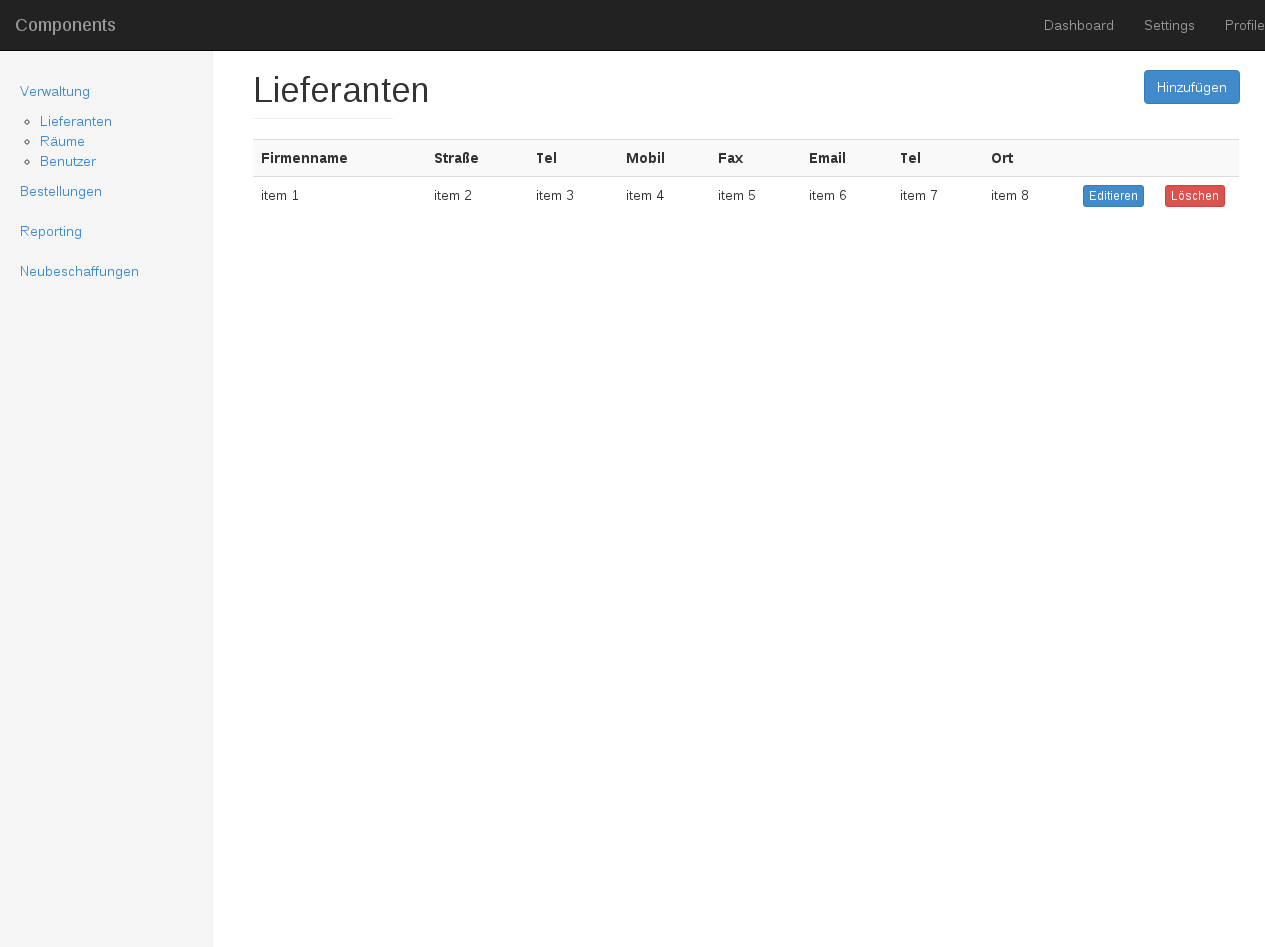 Components Dashboard Settings Profile
Verwaltung
Lieferanten
Räume
Benutzer
Bestellungen
Reporting
Neubeschaffungen
Lieferanten
Hinzufügen
Firmenname Straße Tel Mobil Fax Email Tel Ort
item 1 item 2 item 3 item 4 item 5 item 6 item 7 item 8 Editieren Löschen